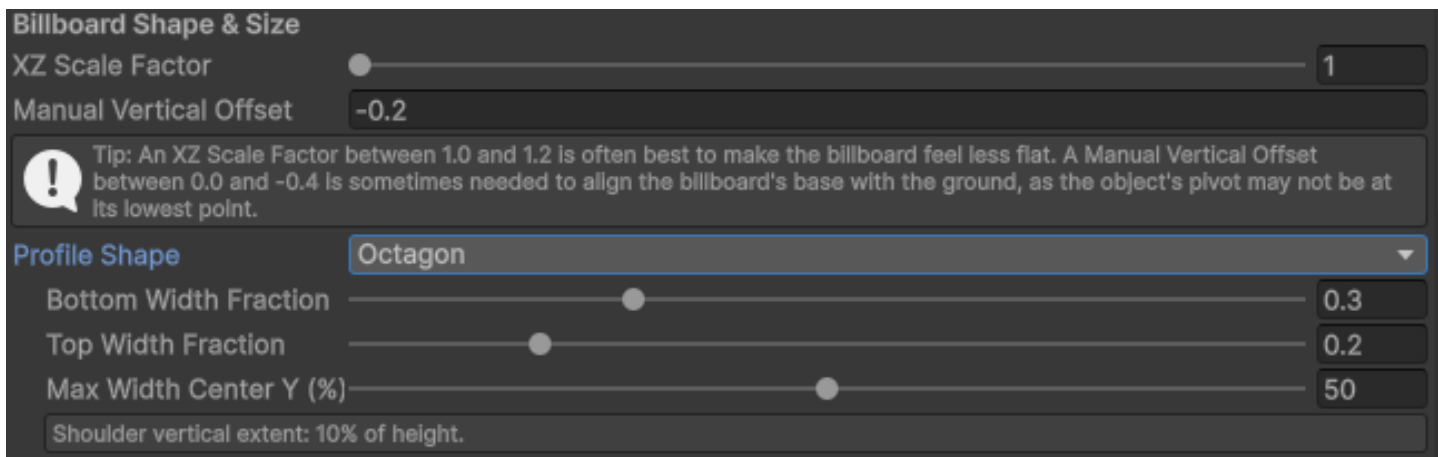 Billboard Shape & Size
XZ Scale Factor 1
Manual Vertical Offset -0.2
Tip: An XZ Scale Factor between 1.0 and 1.2 is often best to make the billboard feel less flat. A Manual Vertical Offset
between 0.0 and -0.4 is sometimes needed to align the billboard's base with the ground, as the object's pivot may not be at
its lowest point.
Profile Shape Octagon
Bottom Width Fraction 0.3
Top Width Fraction 0.2
Max Width Center Y (%) 50
Shoulder vertical extent: 10% of height.